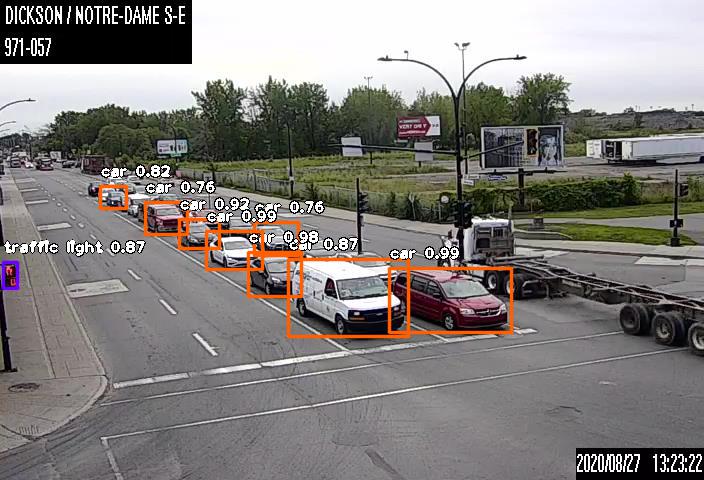 DICKSON / NOTRE-DAME S-E
971-057
car 0.82
car 0.76
car 0.92
car 0.76
car 0.99
car 0.98
car 0.87
traffic light 0.87
car 0.99
2020/08/27 13:23:22